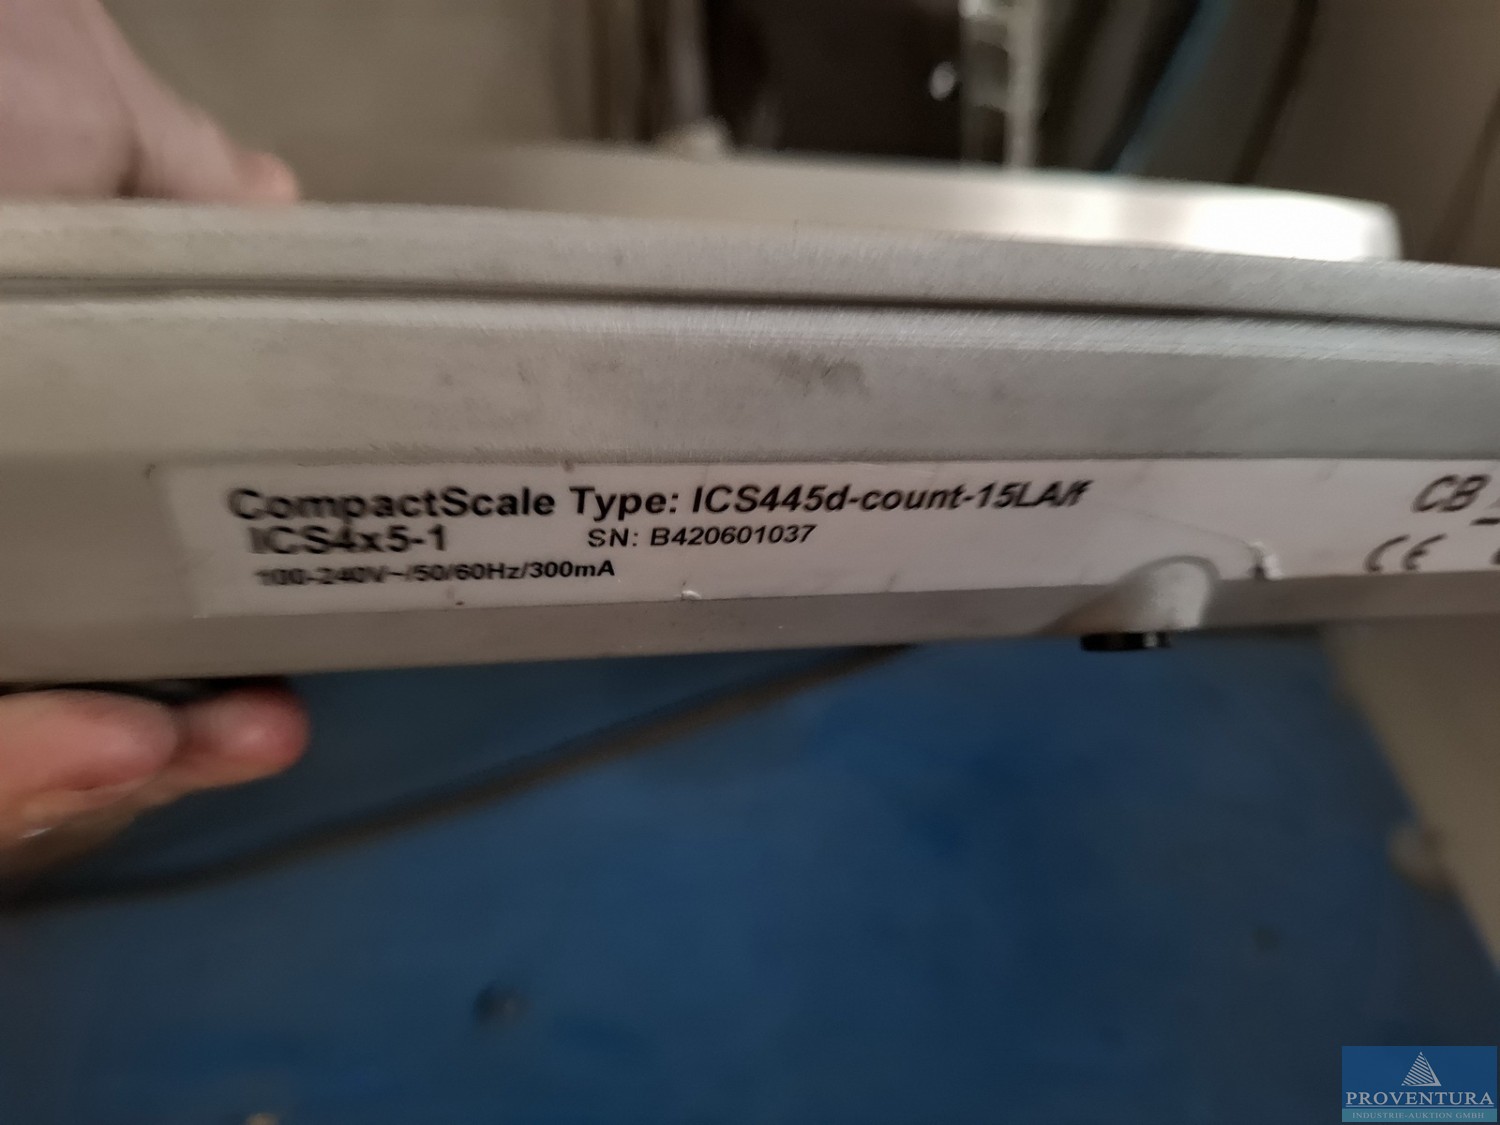 CompactScale Type: ICS445d-count-15LA/f
ICS4x5-1 SN: B420601037
100-240V~/50/60Hz/300mA
CB
CE
PROVENTURA
INDUSTRIE-AUKTION GMBH